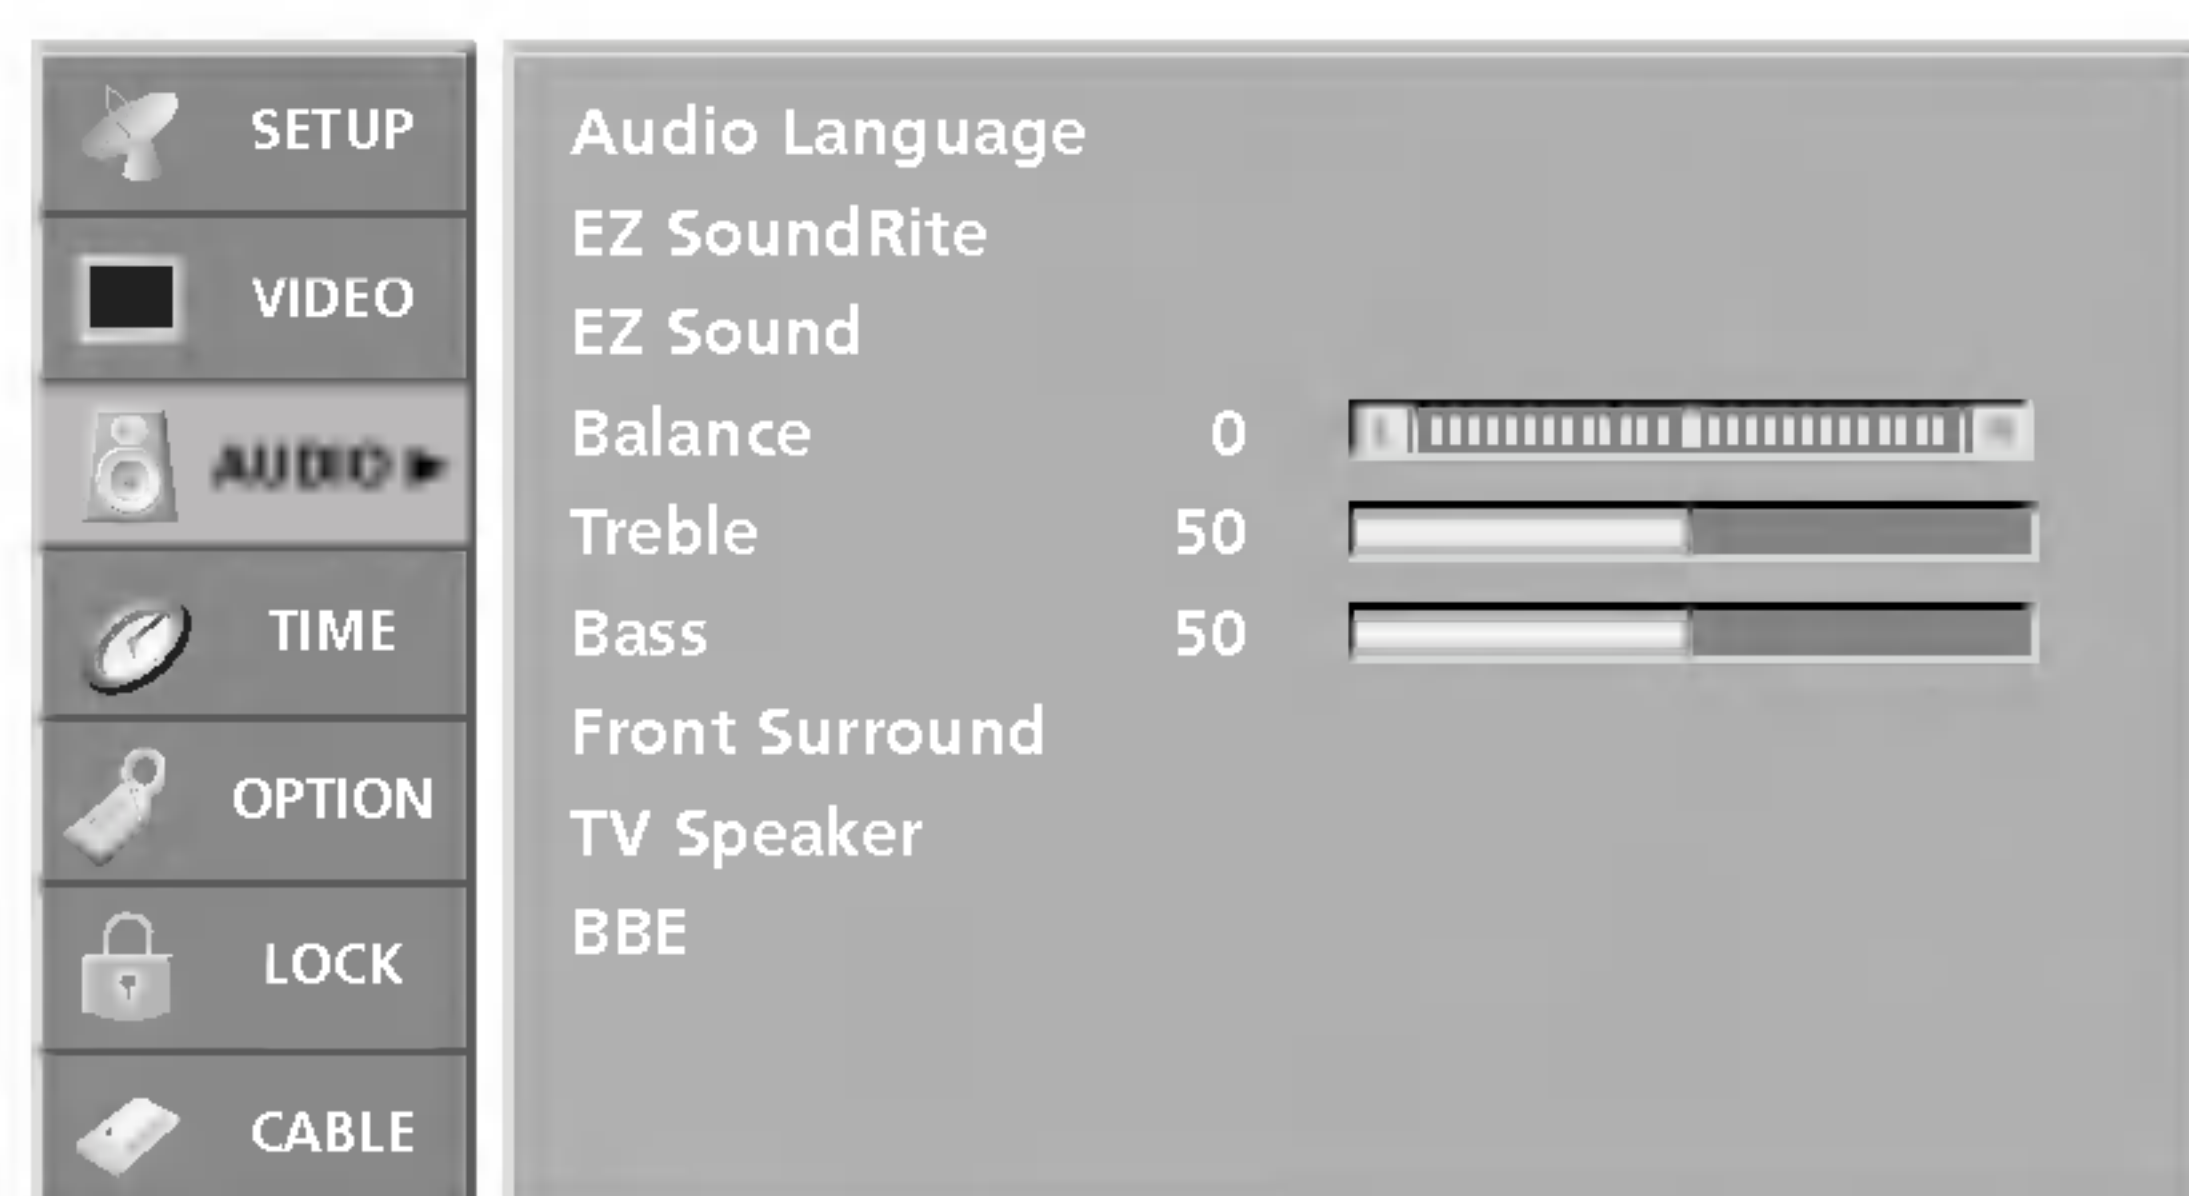 SETUP
VIDEO
AUDIO ►
TIME
OPTION
LOCK
CABLE
Audio Language
EZ SoundRite
EZ Sound
Balance 0 L
Treble 50
Bass 50
Front Surround
TV Speaker
BBE